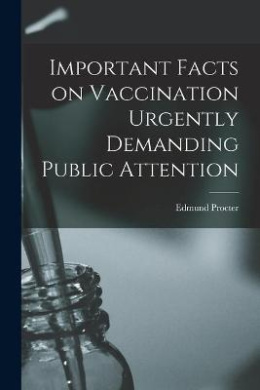 IMPORTANT FACTS
ON VACCINATION
URGENTLY
DEMANDING
PUBLIC ATTENTION
Edmund Procter